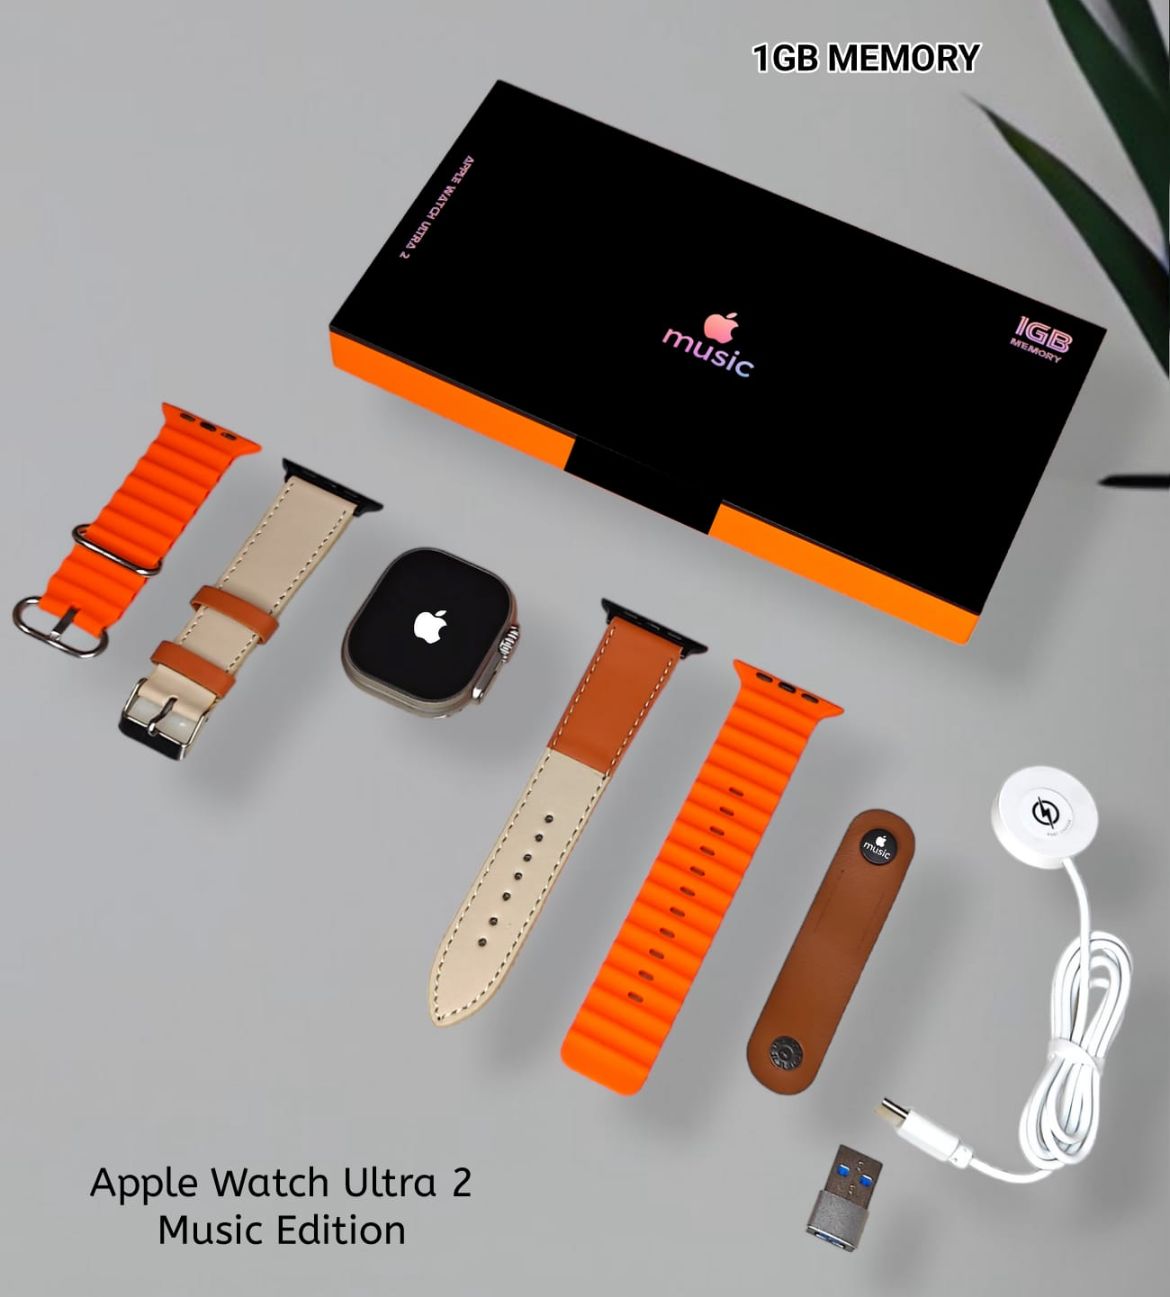 1GB MEMORY
APPLE WATCH ULTRA 2
music
1GB
MEMORY
music
Apple Watch Ultra 2
Music Edition